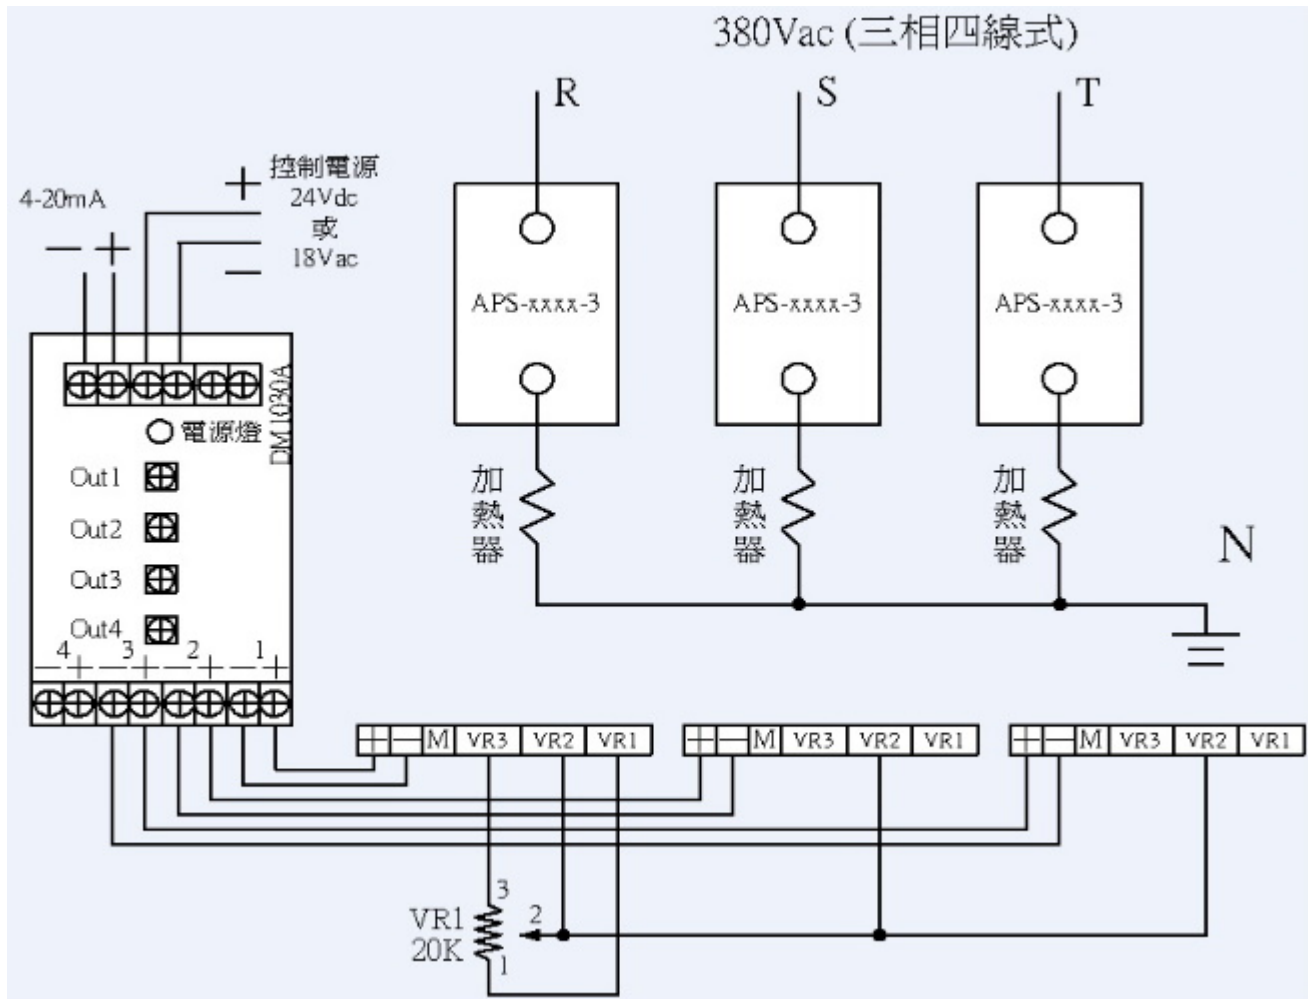 380Vac (三相四線式)
R
S
T
控制電源
24Vdc
或
18Vac
4-20mA
APS-xxxx-3
APS-xxxx-3
APS-xxxx-3
DM1030A
電源燈
Out1
Out2
Out3
Out4
加熱器
加熱器
加熱器
N
4 3 2 1
− + − + − + − +
+ − M VR3 VR2 VR1
+ − M VR3 VR2 VR1
+ − M VR3 VR2 VR1
3
VR1
20K
2
1